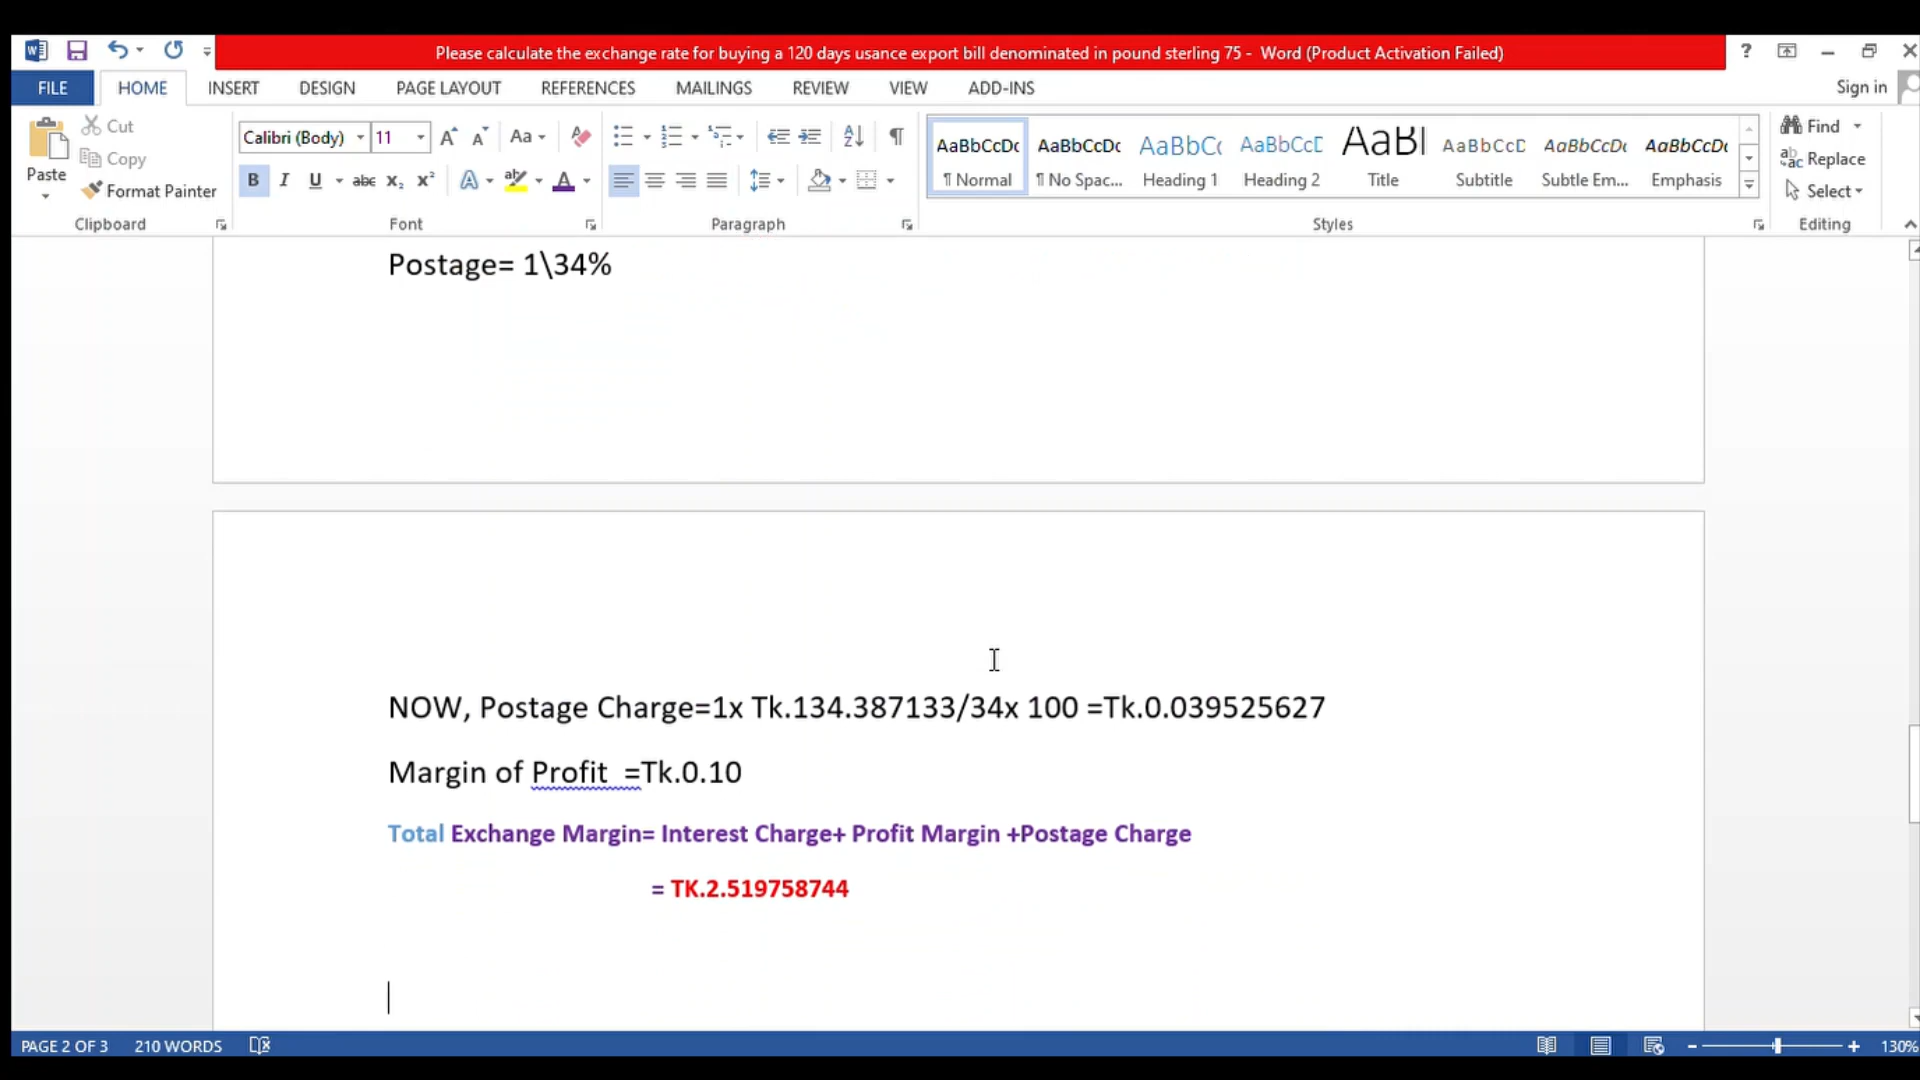 Please calculate the exchange rate for buying a 120 days usance export bill denominated in pound sterling 75 - Word (Product Activation Failed)
?
FILE HOME INSERT DESIGN PAGE LAYOUT REFERENCES MAILINGS REVIEW VIEW ADD-INS Sign in
Paste
Cut
Copy
Format Painter
Clipboard
Calibri (Body) 11
Font
Paragraph
AaBbCcDc AaBbCcDc AaBbC AaBbCcD AaBl AaBbCcD AaBbCcDc AaBbCcDc
¶ Normal ¶ No Spac... Heading 1 Heading 2 Title Subtitle Subtle Em... Emphasis
Styles
Find
Replace
Select
Editing
Postage= 1\34%
NOW, Postage Charge=1x Tk.134.387133/34x 100 =Tk.0.039525627
Margin of Profit =Tk.0.10
Total Exchange Margin= Interest Charge+ Profit Margin +Postage Charge
= TK.2.519758744
PAGE 2 OF 3 210 WORDS 130%